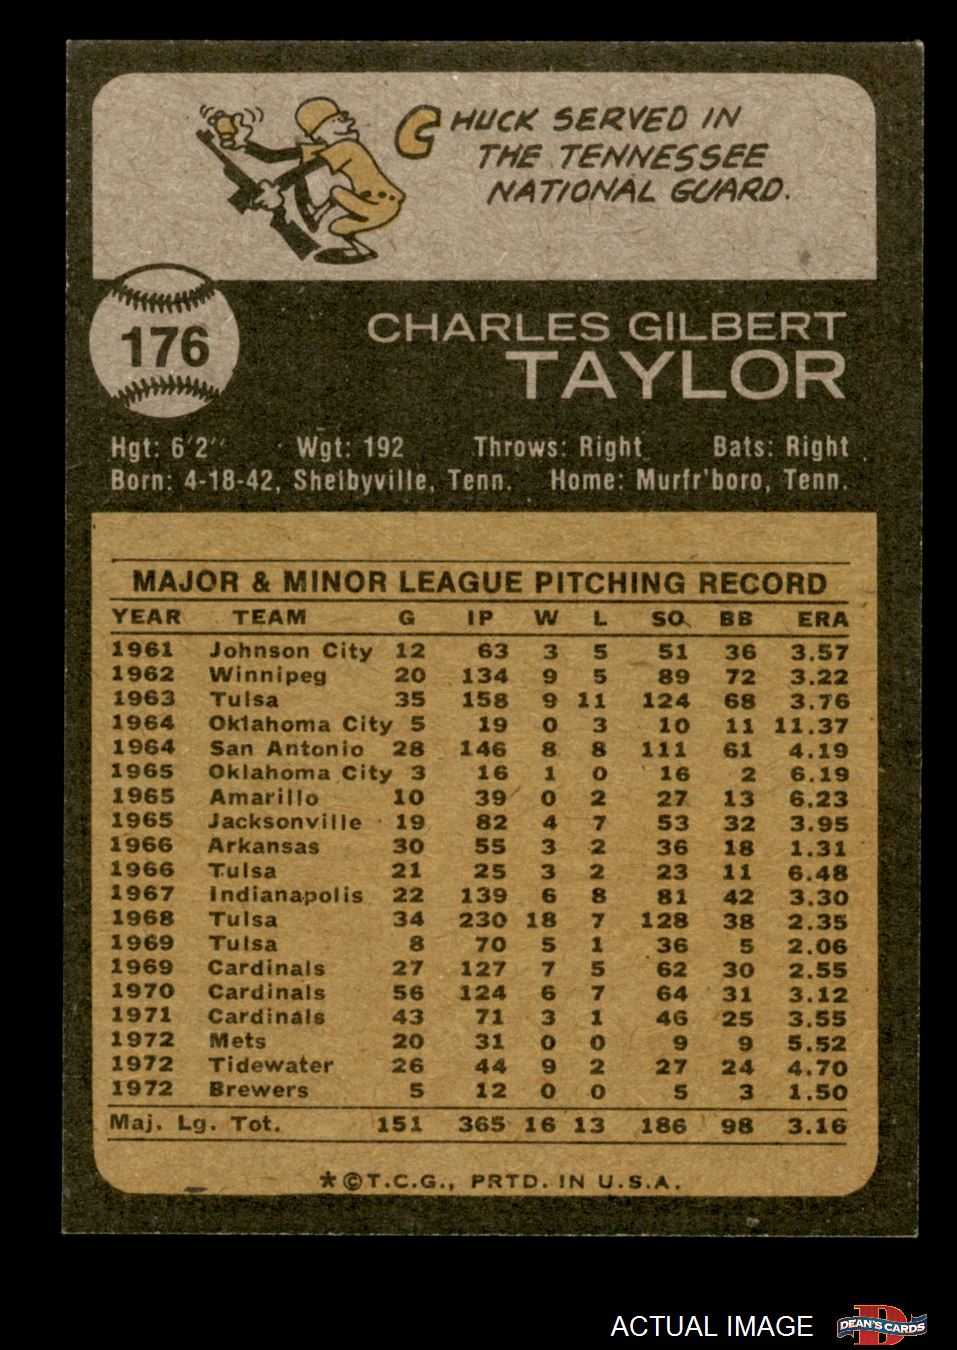 CHUCK SERVED IN
THE TENNESSEE
NATIONAL GUARD.
176
CHARLES GILBERT
TAYLOR
Hgt: 6'2" Wgt: 192 Throws: Right Bats: Right
Born: 4-18-42, Shelbyville, Tenn. Home: Murfr'boro, Tenn.
MAJOR & MINOR LEAGUE PITCHING RECORD
YEAR TEAM G IP W L SO BB ERA
1961 Johnson City 12 63 3 5 51 36 3.57
1962 Winnipeg 20 134 9 5 89 72 3.22
1963 Tulsa 35 158 9 11 124 68 3.76
1964 Oklahoma City 5 19 0 3 10 11 11.37
1964 San Antonio 28 146 8 8 111 61 4.19
1965 Oklahoma City 3 16 1 0 16 2 6.19
1965 Amarillo 10 39 0 2 27 13 6.23
1965 Jacksonville 19 82 4 7 53 32 3.95
1966 Arkansas 30 55 3 2 36 18 1.31
1966 Tulsa 21 25 3 2 23 11 6.48
1967 Indianapolis 22 139 6 8 81 42 3.30
1968 Tulsa 34 230 18 7 128 38 2.35
1969 Tulsa 8 70 5 1 36 5 2.06
1969 Cardinals 27 127 7 5 62 30 2.55
1970 Cardinals 56 124 6 7 64 31 3.12
1971 Cardinals 43 71 3 1 46 25 3.55
1972 Mets 20 31 0 0 9 9 5.52
1972 Tidewater 26 44 9 2 27 24 4.70
1972 Brewers 5 12 0 0 5 3 1.50
Maj. Lg. Tot. 151 365 16 13 186 98 3.16
*©T.C.G., PRTD. IN U.S.A.
ACTUAL IMAGE
DEAN'S CARDS